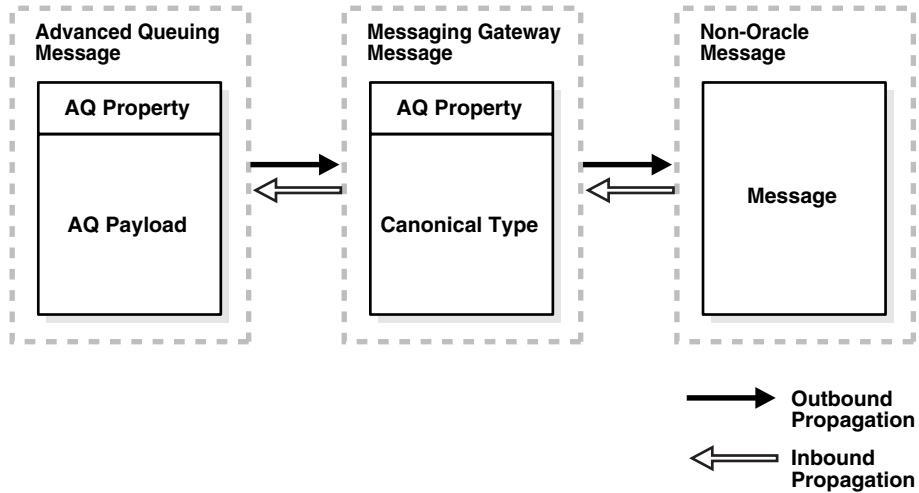 Advanced Queuing
Message
AQ Property
AQ Payload
Messaging Gateway
Message
AQ Property
Canonical Type
Non-Oracle
Message
Message
Outbound
Propagation
Inbound
Propagation